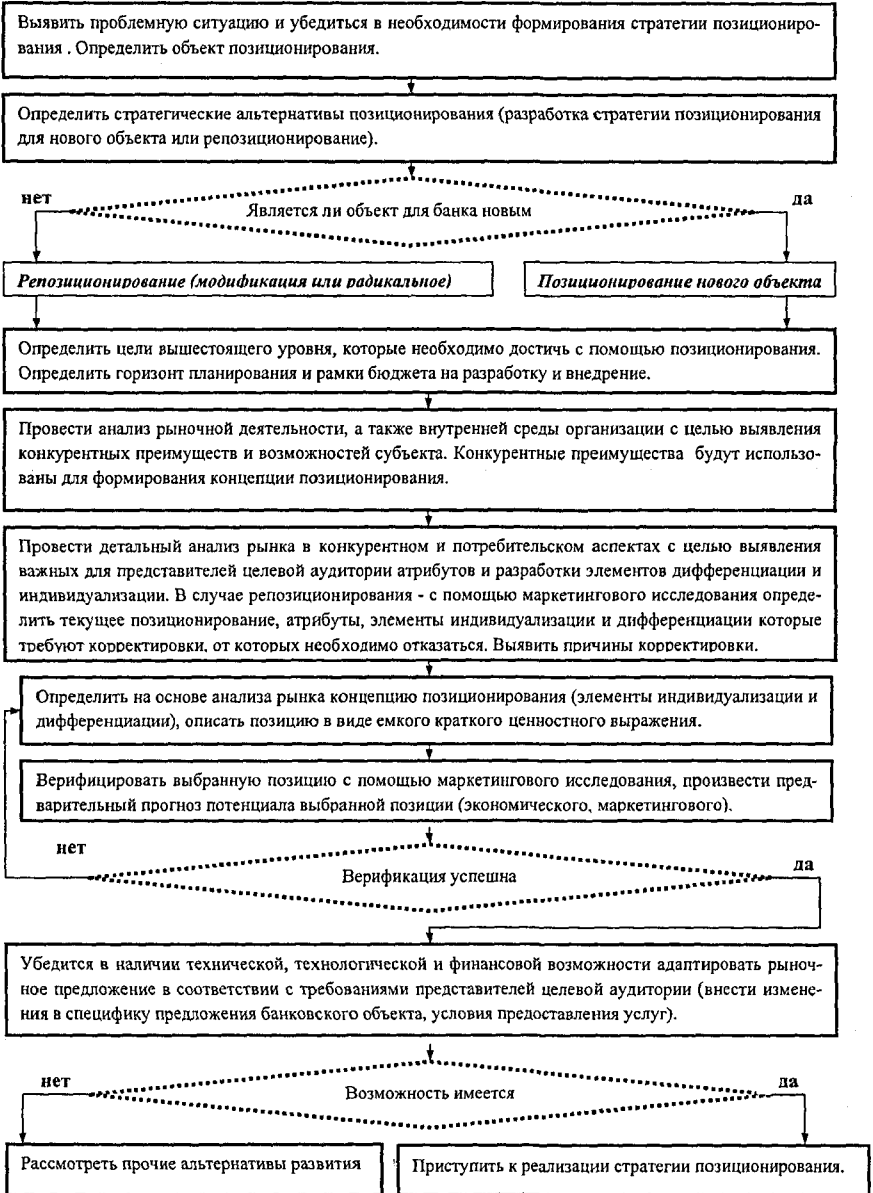 Выявить проблемную ситуацию и убедиться в необходимости формирования стратегии позициониро-
вания . Определить объект позиционирования.
Определить стратегические альтернативы позиционирования (разработка стратегии позиционирования
для нового объекта или репозиционирование).
нет
да
Является ли объект для банка новым
Репозиционирование (модификация или радикальное)
Позиционирование нового объекта
Определить цели вышестоящего уровня, которые необходимо достичь с помощью позиционирования.
Определить горизонт планирования и рамки бюджета на разработку и внедрение.
Провести анализ рыночной деятельности, а также внутренней среды организации с целью выявления
конкурентных преимуществ и возможностей субъекта. Конкурентные преимущества будут использо-
ваны для формирования концепции позиционирования.
Провести детальный анализ рынка в конкурентном и потребительском аспектах с целью выявления
важных для представителей целевой аудитории атрибутов и разработки элементов дифференциации и
индивидуализации. В случае репозиционирования - с помощью маркетингового исследования опреде-
лить текущее позиционирование, атрибуты, элементы индивидуализации и дифференциации которые
требуют корректировки, от которых необходимо отказаться. Выявить причины корректировки.
Определить на основе анализа рынка концепцию позиционирования (элементы индивидуализации и
дифференциации), описать позицию в виде емкого краткого ценностного выражения.
Верифицировать выбранную позицию с помощью маркетингового исследования, произвести пред-
варительный прогноз потенциала выбранной позиции (экономического, маркетингового).
нет
да
Верификация успешна
Убедится в наличии технической, технологической и финансовой возможности адаптировать рыноч-
ное предложение в соответствии с требованиями представителей целевой аудитории (внести измене-
ния в специфику предложения банковского объекта, условия предоставления услуг).
нет
да
Возможность имеется
Рассмотреть прочие альтернативы развития
Приступить к реализации стратегии позиционирования.